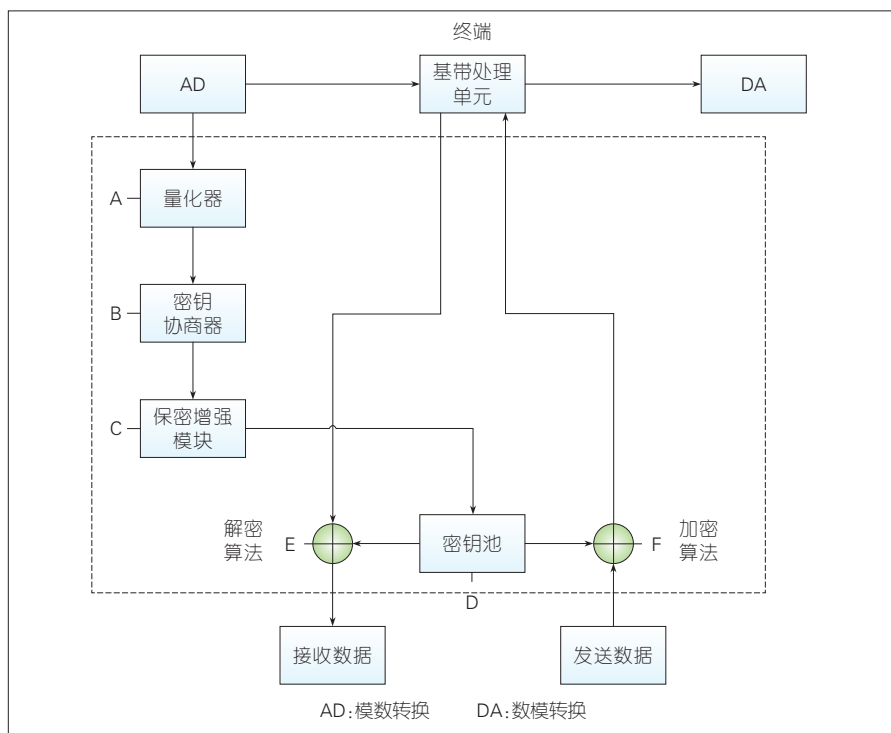 终端
AD
基带处理
单元
DA
A
量化器
B
密钥
协商器
C
保密增强
模块
解密
算法
E
密钥池
F
加密
算法
D
接收数据
发送数据
AD:模数转换 DA:数模转换